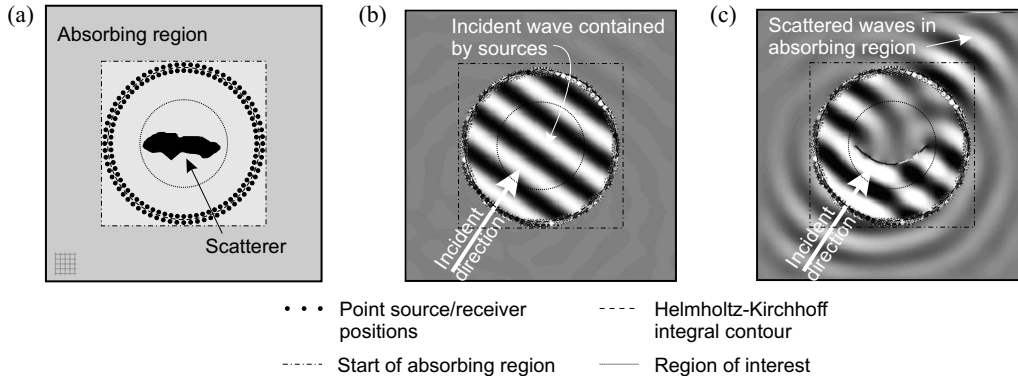 (a)
Absorbing region
Scatterer
(b)
Incident wave contained
by sources
Incident
direction
(c)
Scattered waves in
absorbing region
Incident
direction
Point source/receiver
positions
Helmholtz-Kirchhoff
integral contour
Start of absorbing region
Region of interest